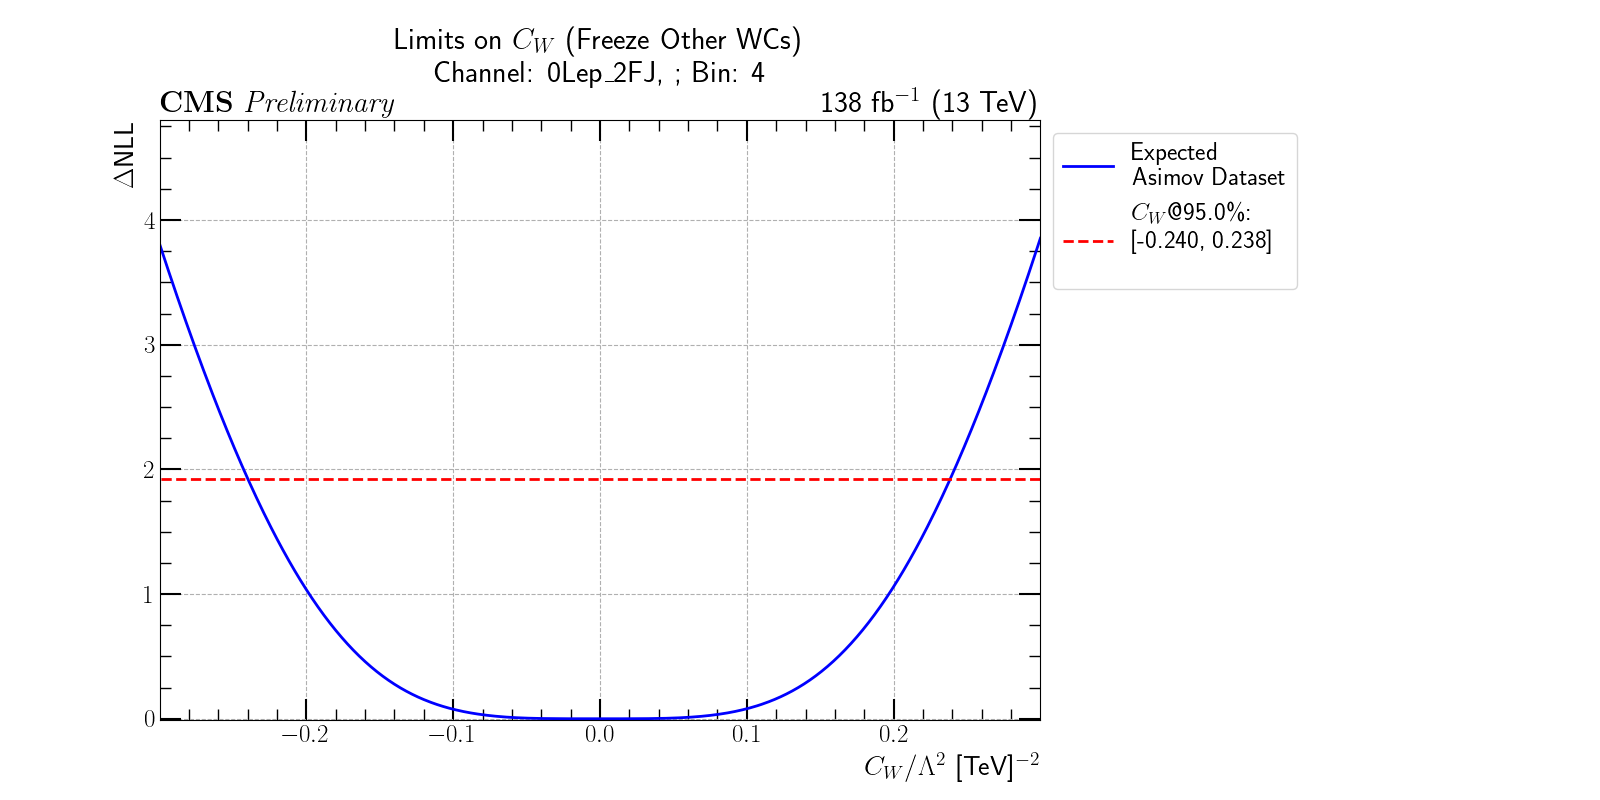 Limits on C_W (Freeze Other WCs)
Channel: 0Lep_2FJ, ; Bin: 4
CMS Preliminary
138 fb⁻¹ (13 TeV)
ΔNLL
4
3
2
1
0
−0.2 −0.1 0.0 0.1 0.2
C_W/Λ² [TeV]⁻²
Expected
Asimov Dataset
C_W@95.0%:
[-0.240, 0.238]